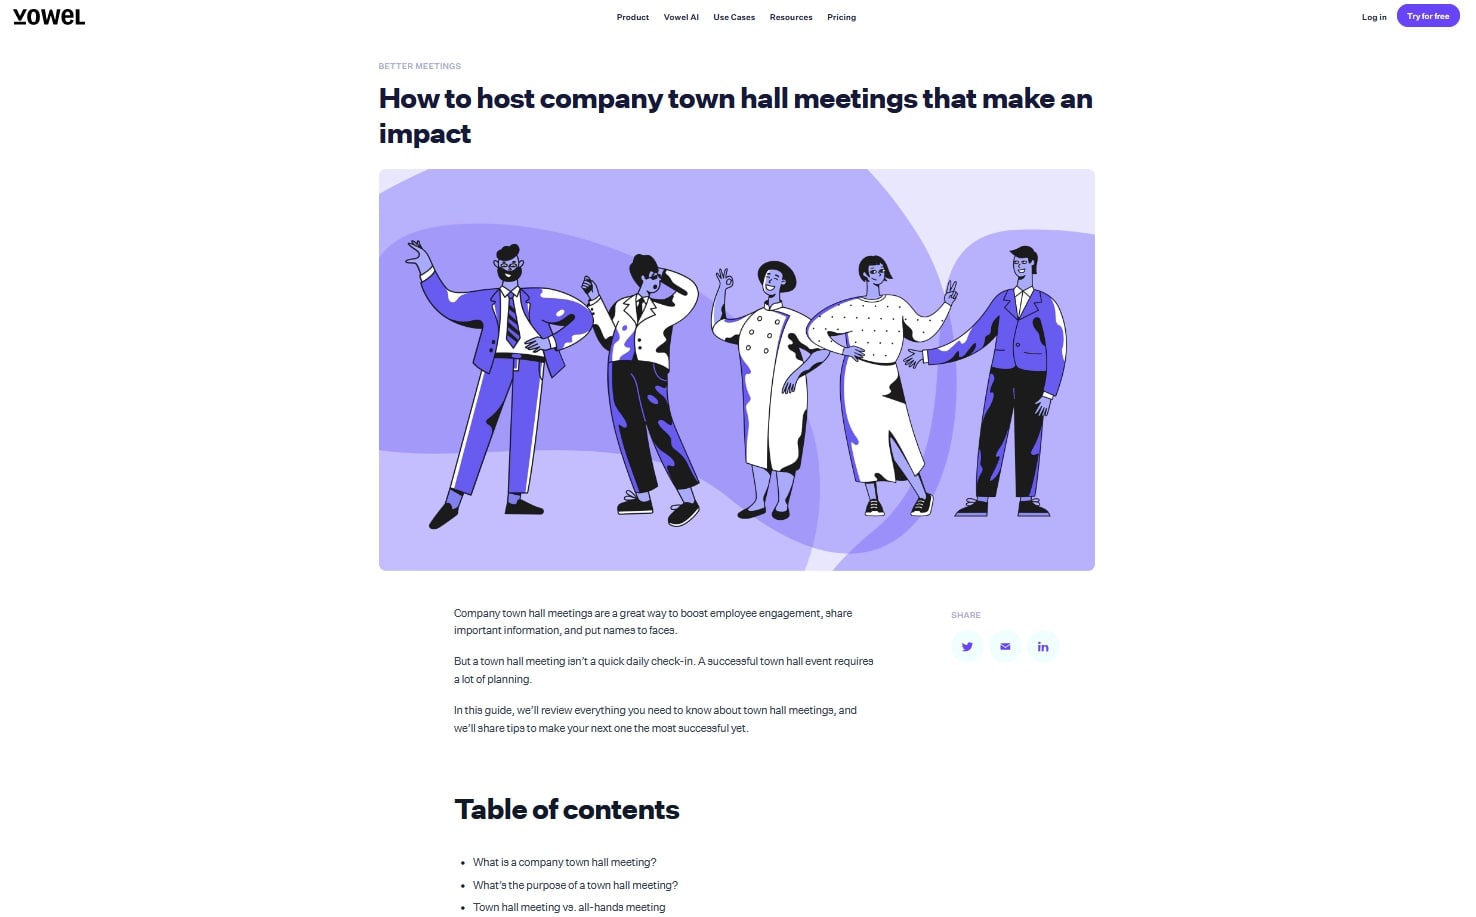 VOWEL
Product Vowel AI Use Cases Resources Pricing
Log in Try for free
BETTER MEETINGS
How to host company town hall meetings that make an
impact
Company town hall meetings are a great way to boost employee engagement, share
important information, and put names to faces.
SHARE
But a town hall meeting isn’t a quick daily check-in. A successful town hall event requires
a lot of planning.
In this guide, we’ll review everything you need to know about town hall meetings, and
we’ll share tips to make your next one the most successful yet.
Table of contents
• What is a company town hall meeting?
• What’s the purpose of a town hall meeting?
• Town hall meeting vs. all-hands meeting